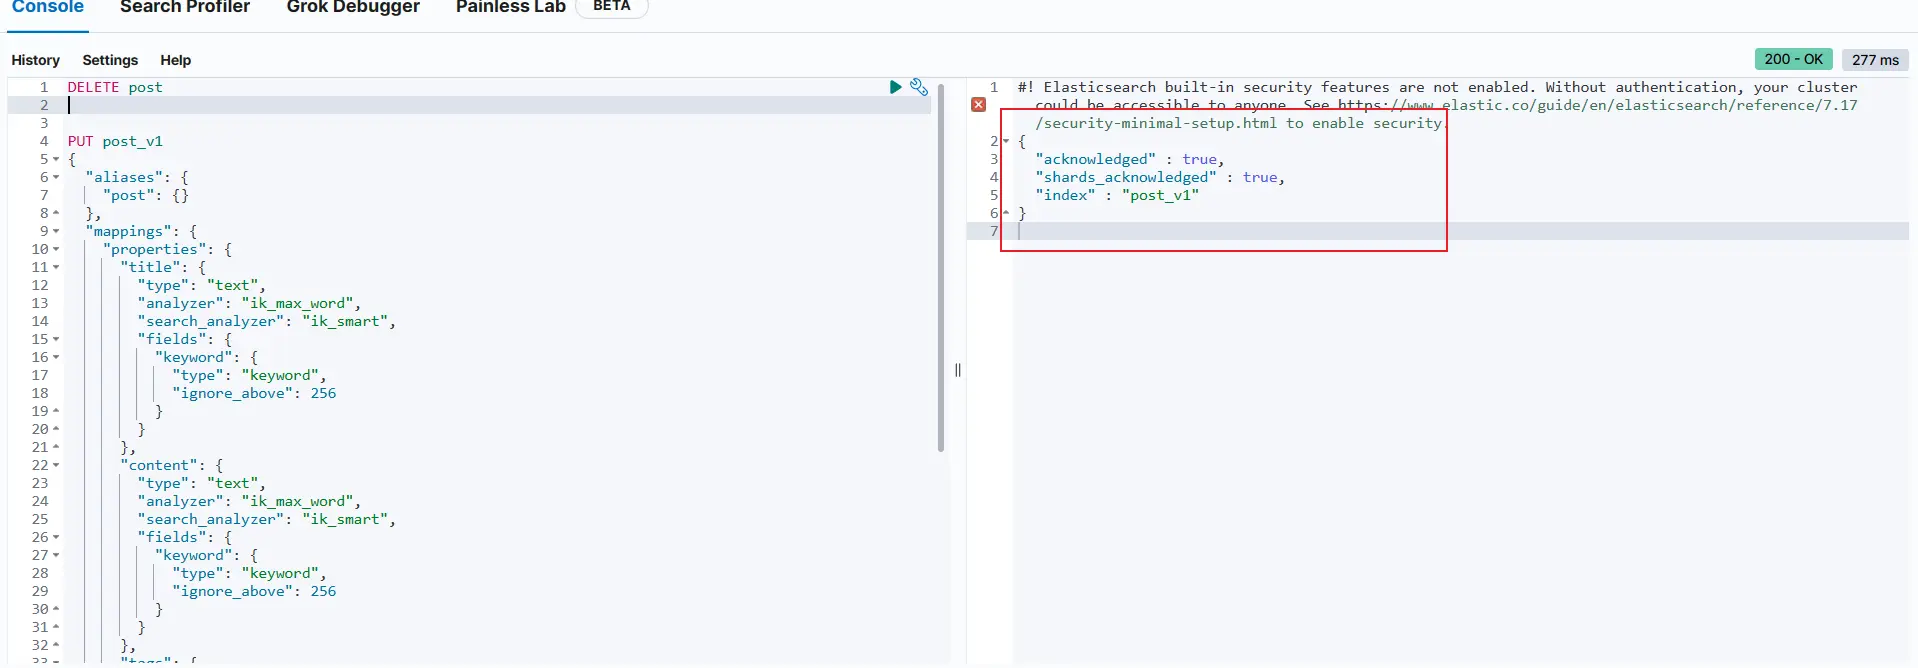 Console Search Profiler Grok Debugger Painless Lab BETA
History Settings Help
200 - OK 277 ms
1 DELETE post
2
3
4 PUT post_v1
5 {
6 "aliases": {
7 "post": {}
8 },
9 "mappings": {
10 "properties": {
11 "title": {
12 "type": "text",
13 "analyzer": "ik_max_word",
14 "search_analyzer": "ik_smart",
15 "fields": {
16 "keyword": {
17 "type": "keyword",
18 "ignore_above": 256
19 }
20 }
21 },
22 "content": {
23 "type": "text",
24 "analyzer": "ik_max_word",
25 "search_analyzer": "ik_smart",
26 "fields": {
27 "keyword": {
28 "type": "keyword",
29 "ignore_above": 256
30 }
31 }
32 },
33 "tags": {
1 #! Elasticsearch built-in security features are not enabled. Without authentication, your cluster
could be accessible to anyone. See https://www.elastic.co/guide/en/elasticsearch/reference/7.17
/security-minimal-setup.html to enable security.
2 {
3 "acknowledged" : true,
4 "shards_acknowledged" : true,
5 "index" : "post_v1"
6 }
7